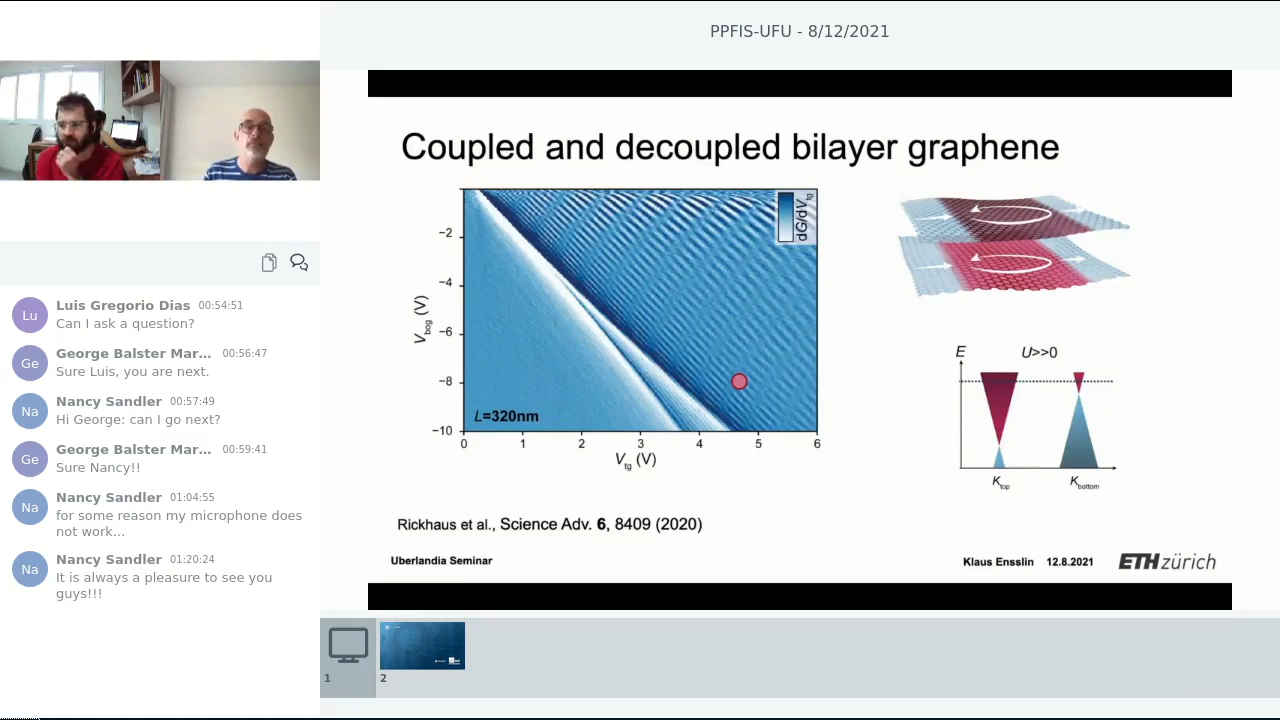 PPFIS-UFU - 8/12/2021
Lu
Luis Gregorio Dias 00:54:51
Can I ask a question?
Ge
George Balster Mar... 00:56:47
Sure Luis, you are next.
Na
Nancy Sandler 00:57:49
Hi George: can I go next?
Ge
George Balster Mar... 00:59:41
Sure Nancy!!
Na
Nancy Sandler 01:04:55
for some reason my microphone does
not work...
Na
Nancy Sandler 01:20:24
It is always a pleasure to see you
guys!!!
Coupled and decoupled bilayer graphene
dG/dVtg
−2
−4
−6
−8
−10
Vbog (V)
L=320nm
0 1 2 3 4 5 6
Vtg (V)
E U>>0
Ktop Kbottom
Rickhaus et al., Science Adv. 6, 8409 (2020)
Uberlandia Seminar
Klaus Ensslin 12.8.2021 ETH zürich
1
2